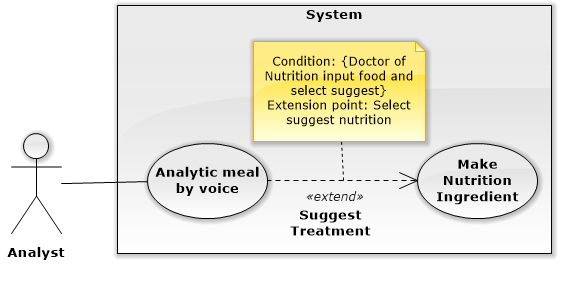 System
Condition: {Doctor of
Nutrition input food and
select suggest}
Extension point: Select
suggest nutrition
Analytic meal
by voice
Make
Nutrition
Ingredient
«extend»
Suggest
Treatment
Analyst